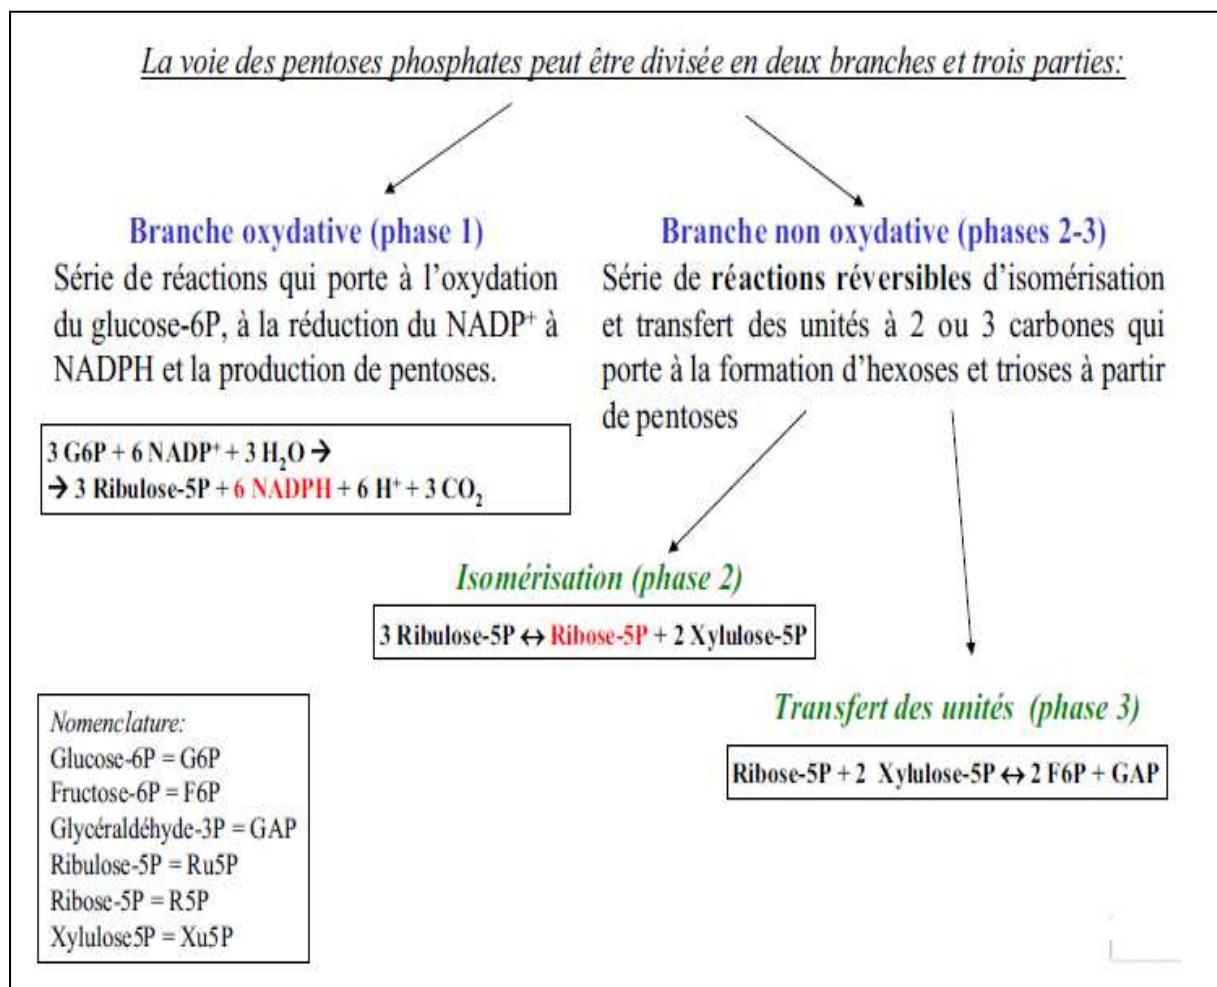 La voie des pentoses phosphates peut être divisée en deux branches et trois parties:
Branche oxydative (phase 1)
Série de réactions qui porte à l'oxydation
du glucose-6P, à la réduction du NADP⁺ à
NADPH et la production de pentoses.
3 G6P + 6 NADP⁺ + 3 H₂O →
→ 3 Ribulose-5P + 6 NADPH + 6 H⁺ + 3 CO₂
Branche non oxydative (phases 2-3)
Série de réactions réversibles d'isomérisation
et transfert des unités à 2 ou 3 carbones qui
porte à la formation d'hexoses et trioses à partir
de pentoses
Isomérisation (phase 2)
3 Ribulose-5P ↔ Ribose-5P + 2 Xylulose-5P
Transfert des unités (phase 3)
Ribose-5P + 2 Xylulose-5P ↔ 2 F6P + GAP
Nomenclature:
Glucose-6P = G6P
Fructose-6P = F6P
Glycéraldéhyde-3P = GAP
Ribulose-5P = Ru5P
Ribose-5P = R5P
Xylulose5P = Xu5P